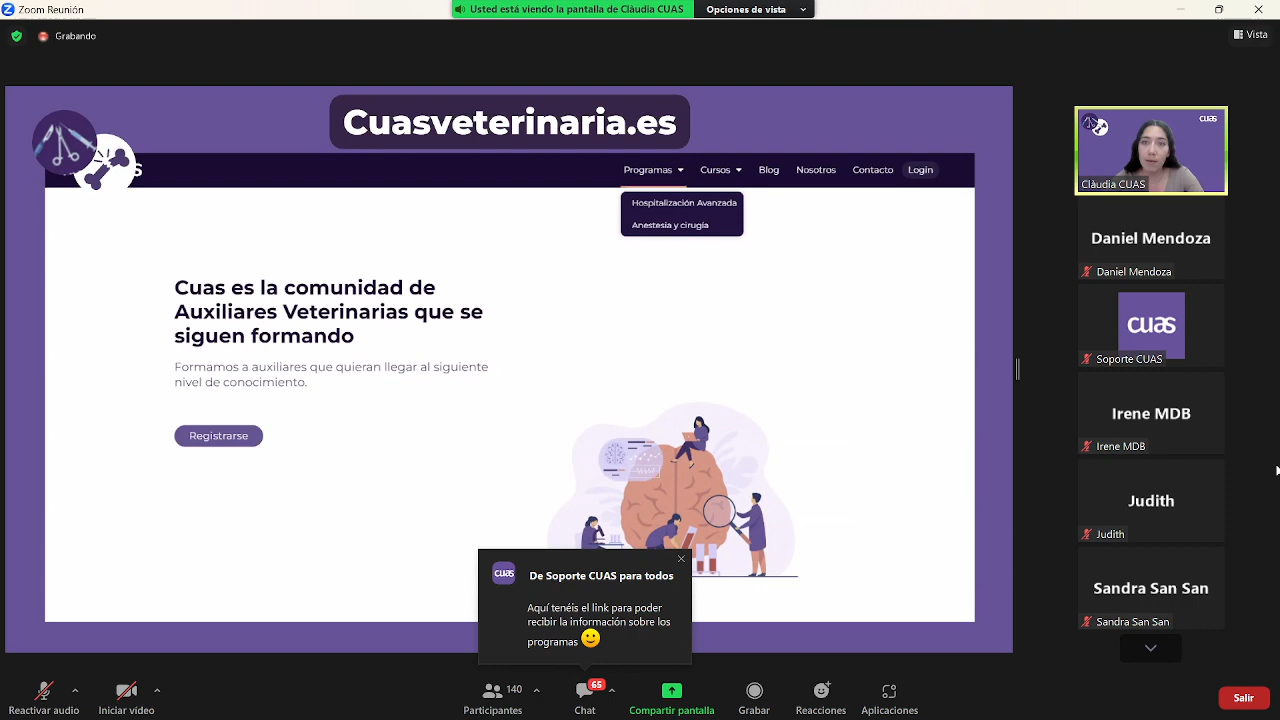 Zoom Reunión
Usted está viendo la pantalla de Clàudia CUAS
Opciones de vista
Grabando
Vista
Cuasveterinaria.es
Programas
Cursos
Blog
Nosotros
Contacto
Login
Hospitalización Avanzada
Anestesia y cirugía
Cuas es la comunidad de
Auxiliares Veterinarias que se
siguen formando
Formamos a auxiliares que quieran llegar al siguiente
nivel de conocimiento.
Registrarse
cuas
De Soporte CUAS para todos
Aquí tenéis el link para poder
recibir la información sobre los
programas 🙂
cuas
Clàudia CUAS
Daniel Mendoza
Daniel Mendoza
cuas
Soporte CUAS
Irene MDB
Irene MDB
Judith
Judith
Sandra San San
Sandra San San
Reactivar audio
Iniciar vídeo
140
Participantes
65
Chat
Compartir pantalla
Grabar
Reacciones
Aplicaciones
Salir